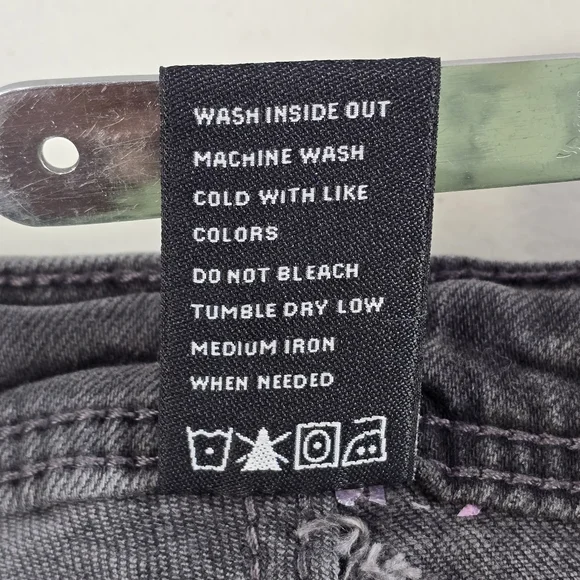 WASH INSIDE OUT
MACHINE WASH
COLD WITH LIKE
COLORS
DO NOT BLEACH
TUMBLE DRY LOW
MEDIUM IRON
WHEN NEEDED